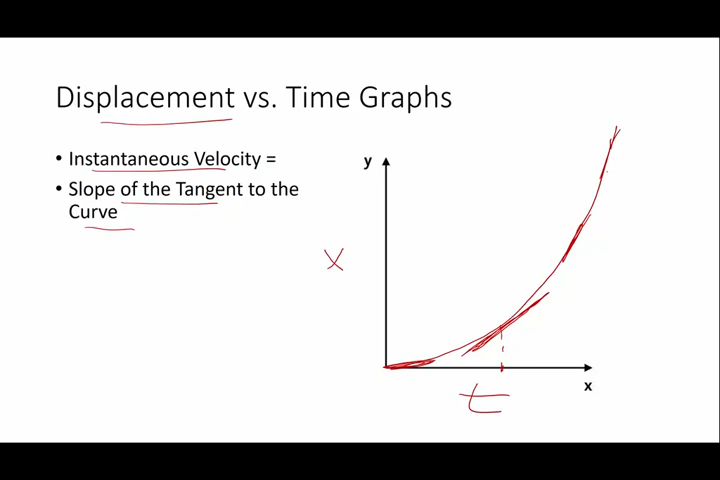 Displacement vs. Time Graphs
• Instantaneous Velocity =
• Slope of the Tangent to the
Curve
y
x
x
t